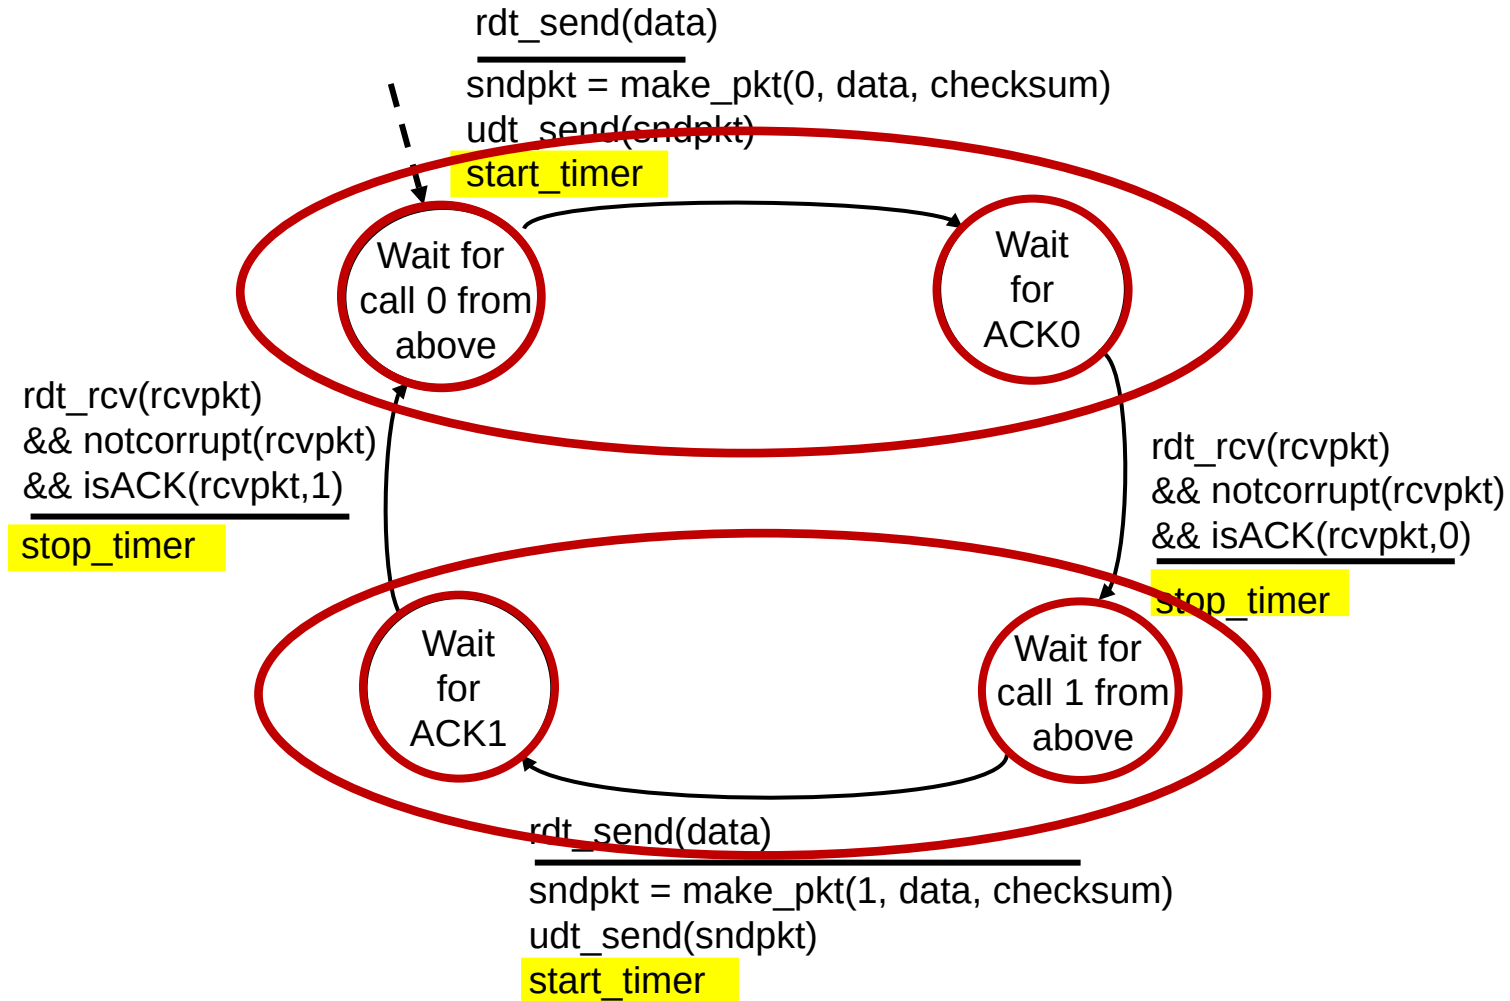 rdt_send(data)
sndpkt = make_pkt(0, data, checksum)
udt_send(sndpkt)
start_timer
Wait for
call 0 from
above
Wait
for
ACK0
rdt_rcv(rcvpkt)
&& notcorrupt(rcvpkt)
&& isACK(rcvpkt,1)
stop_timer
rdt_rcv(rcvpkt)
&& notcorrupt(rcvpkt)
&& isACK(rcvpkt,0)
stop_timer
Wait
for
ACK1
Wait for
call 1 from
above
rdt_send(data)
sndpkt = make_pkt(1, data, checksum)
udt_send(sndpkt)
start_timer